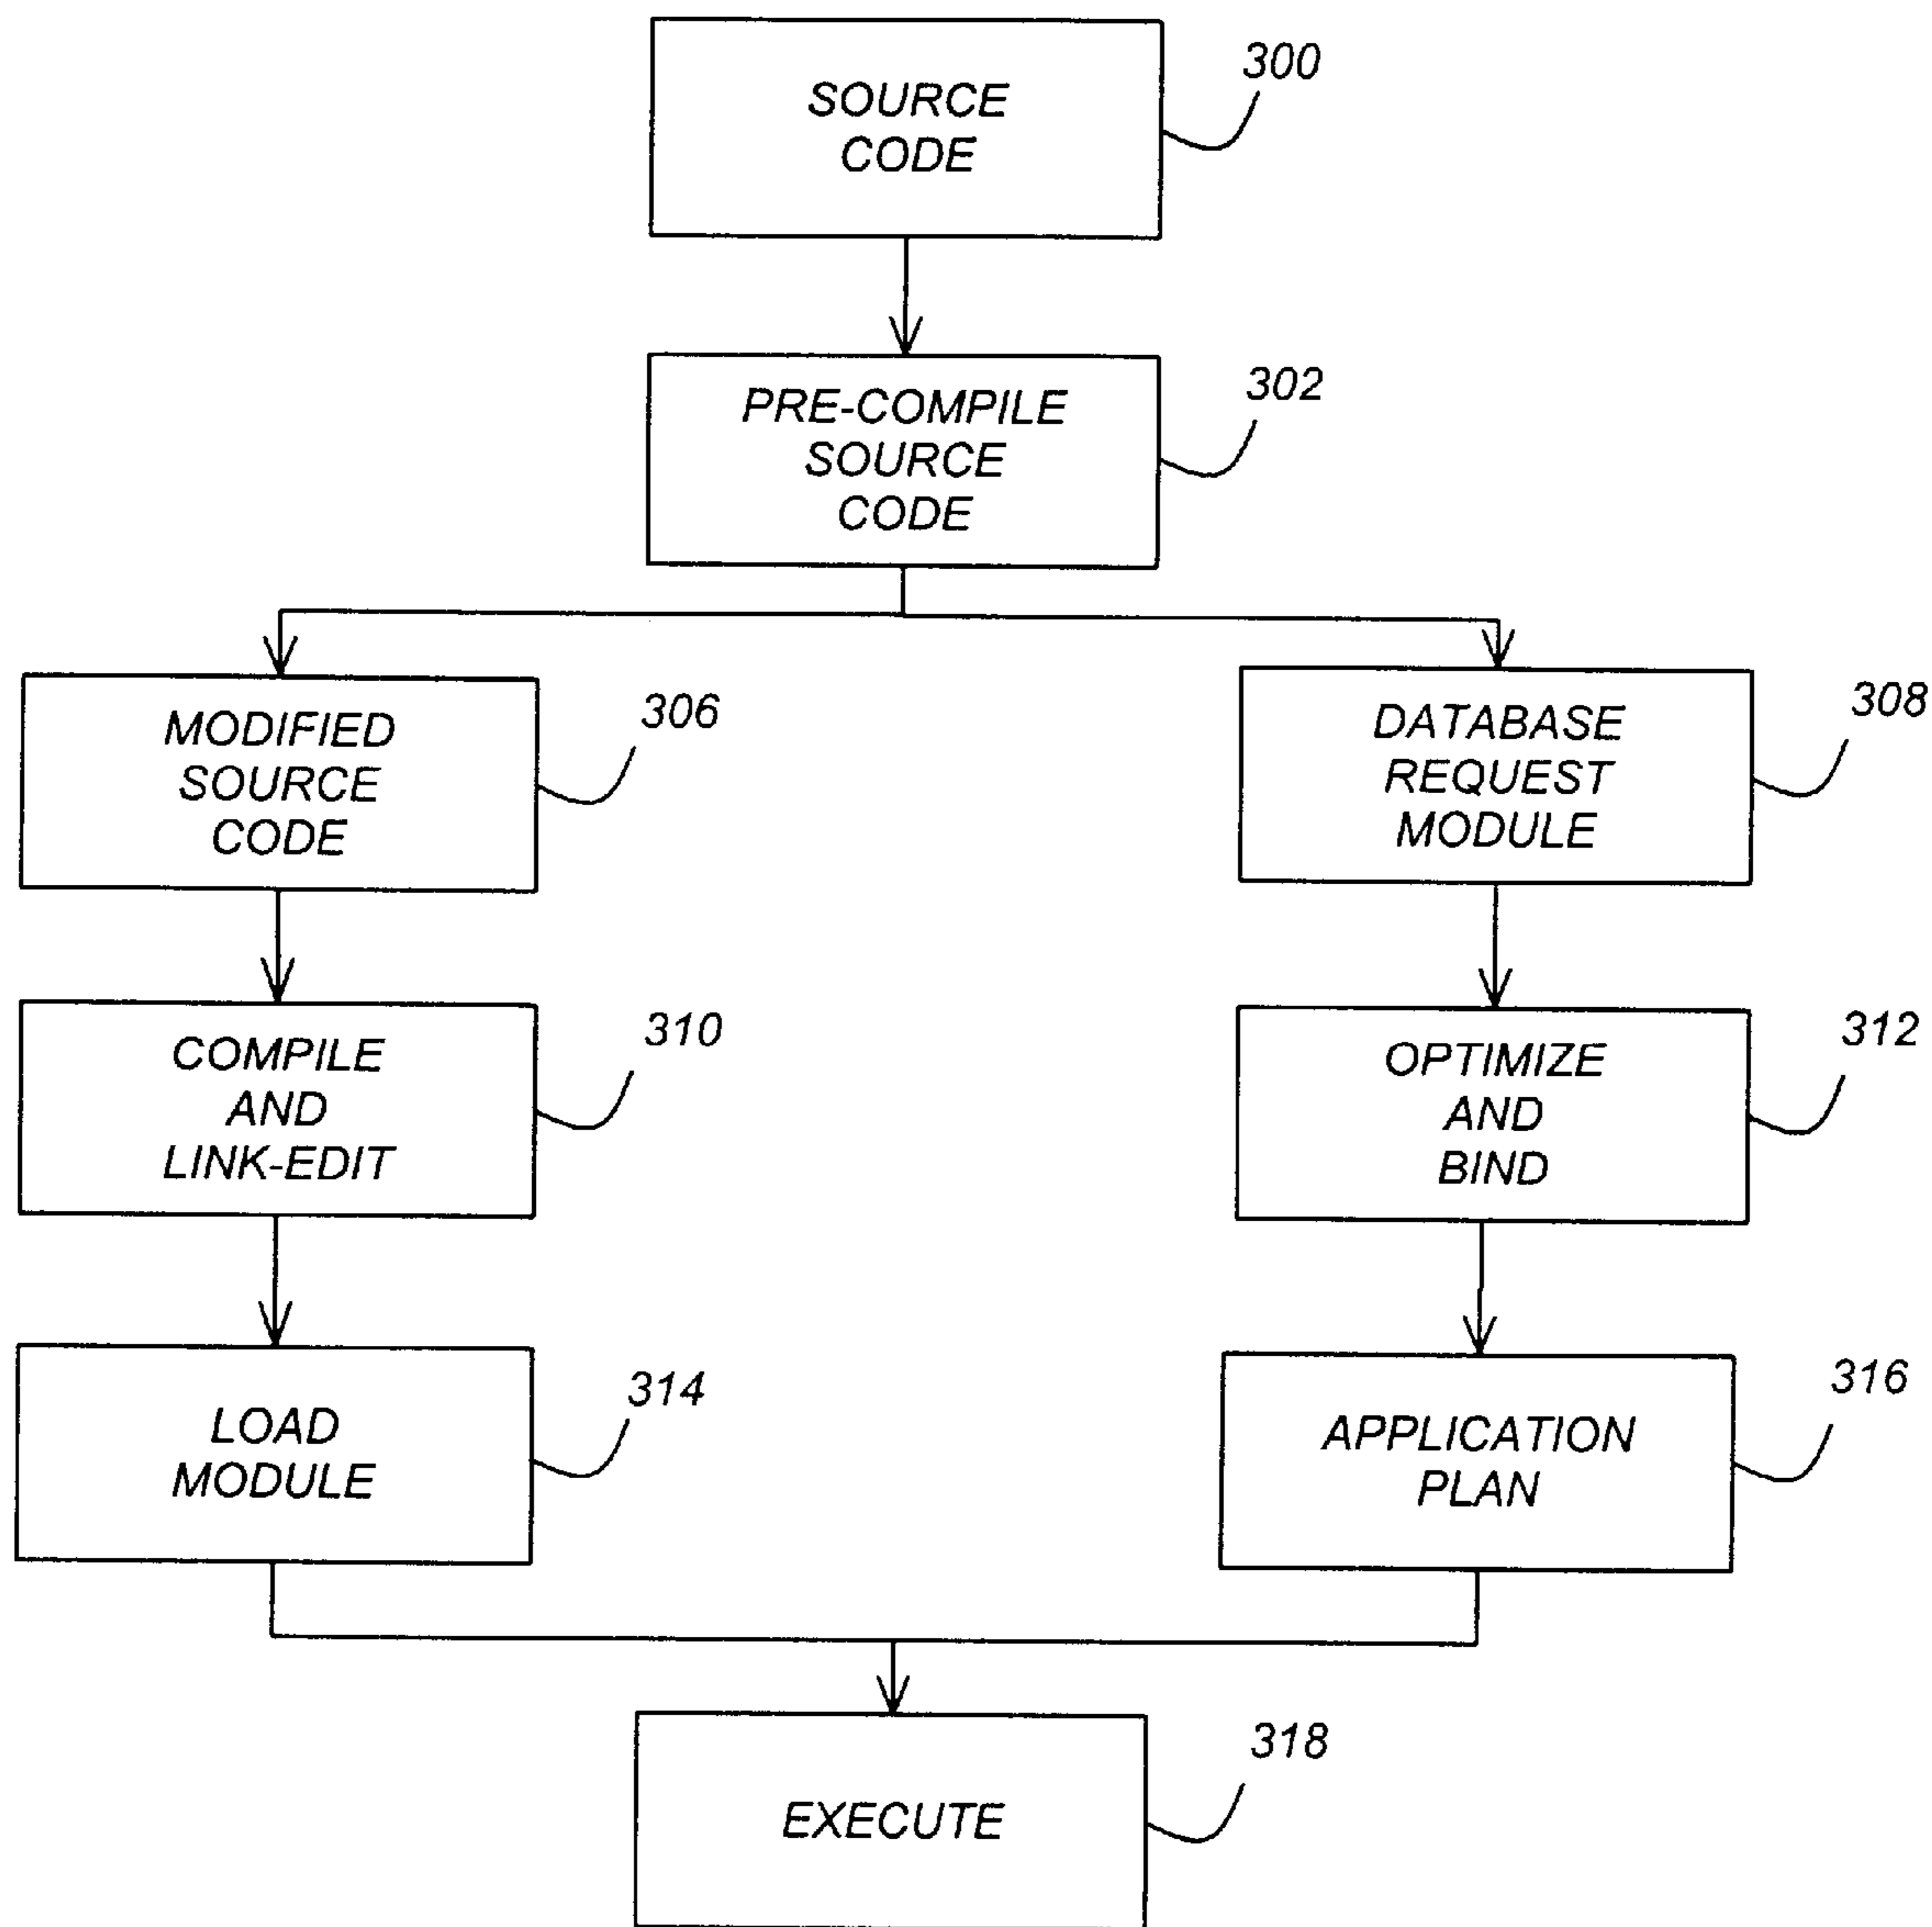 SOURCE
CODE
300
PRE-COMPILE
SOURCE
CODE
302
MODIFIED
SOURCE
CODE
306
DATABASE
REQUEST
MODULE
308
COMPILE
AND
LINK-EDIT
310
OPTIMIZE
AND
BIND
312
LOAD
MODULE
314
APPLICATION
PLAN
316
EXECUTE
318